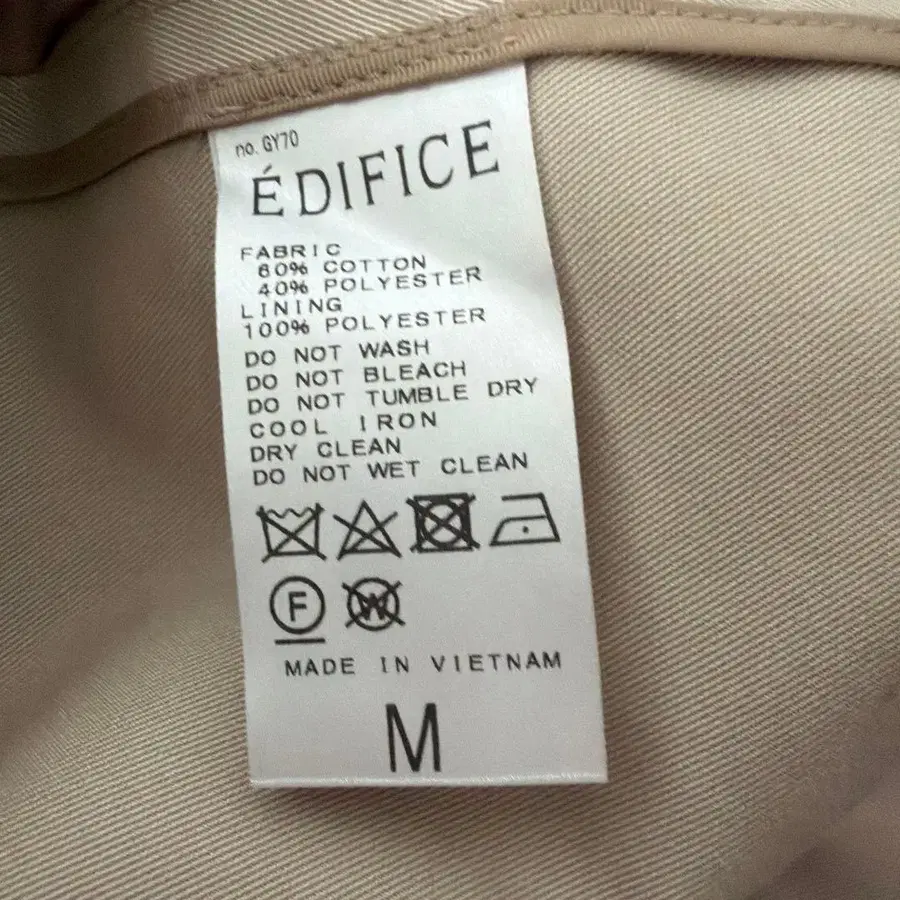 no. GY70
ÉDIFICE
FABRIC
60% COTTON
40% POLYESTER
LINING
100% POLYESTER
DO NOT WASH
DO NOT BLEACH
DO NOT TUMBLE DRY
COOL IRON
DRY CLEAN
DO NOT WET CLEAN
F W
MADE IN VIETNAM
M